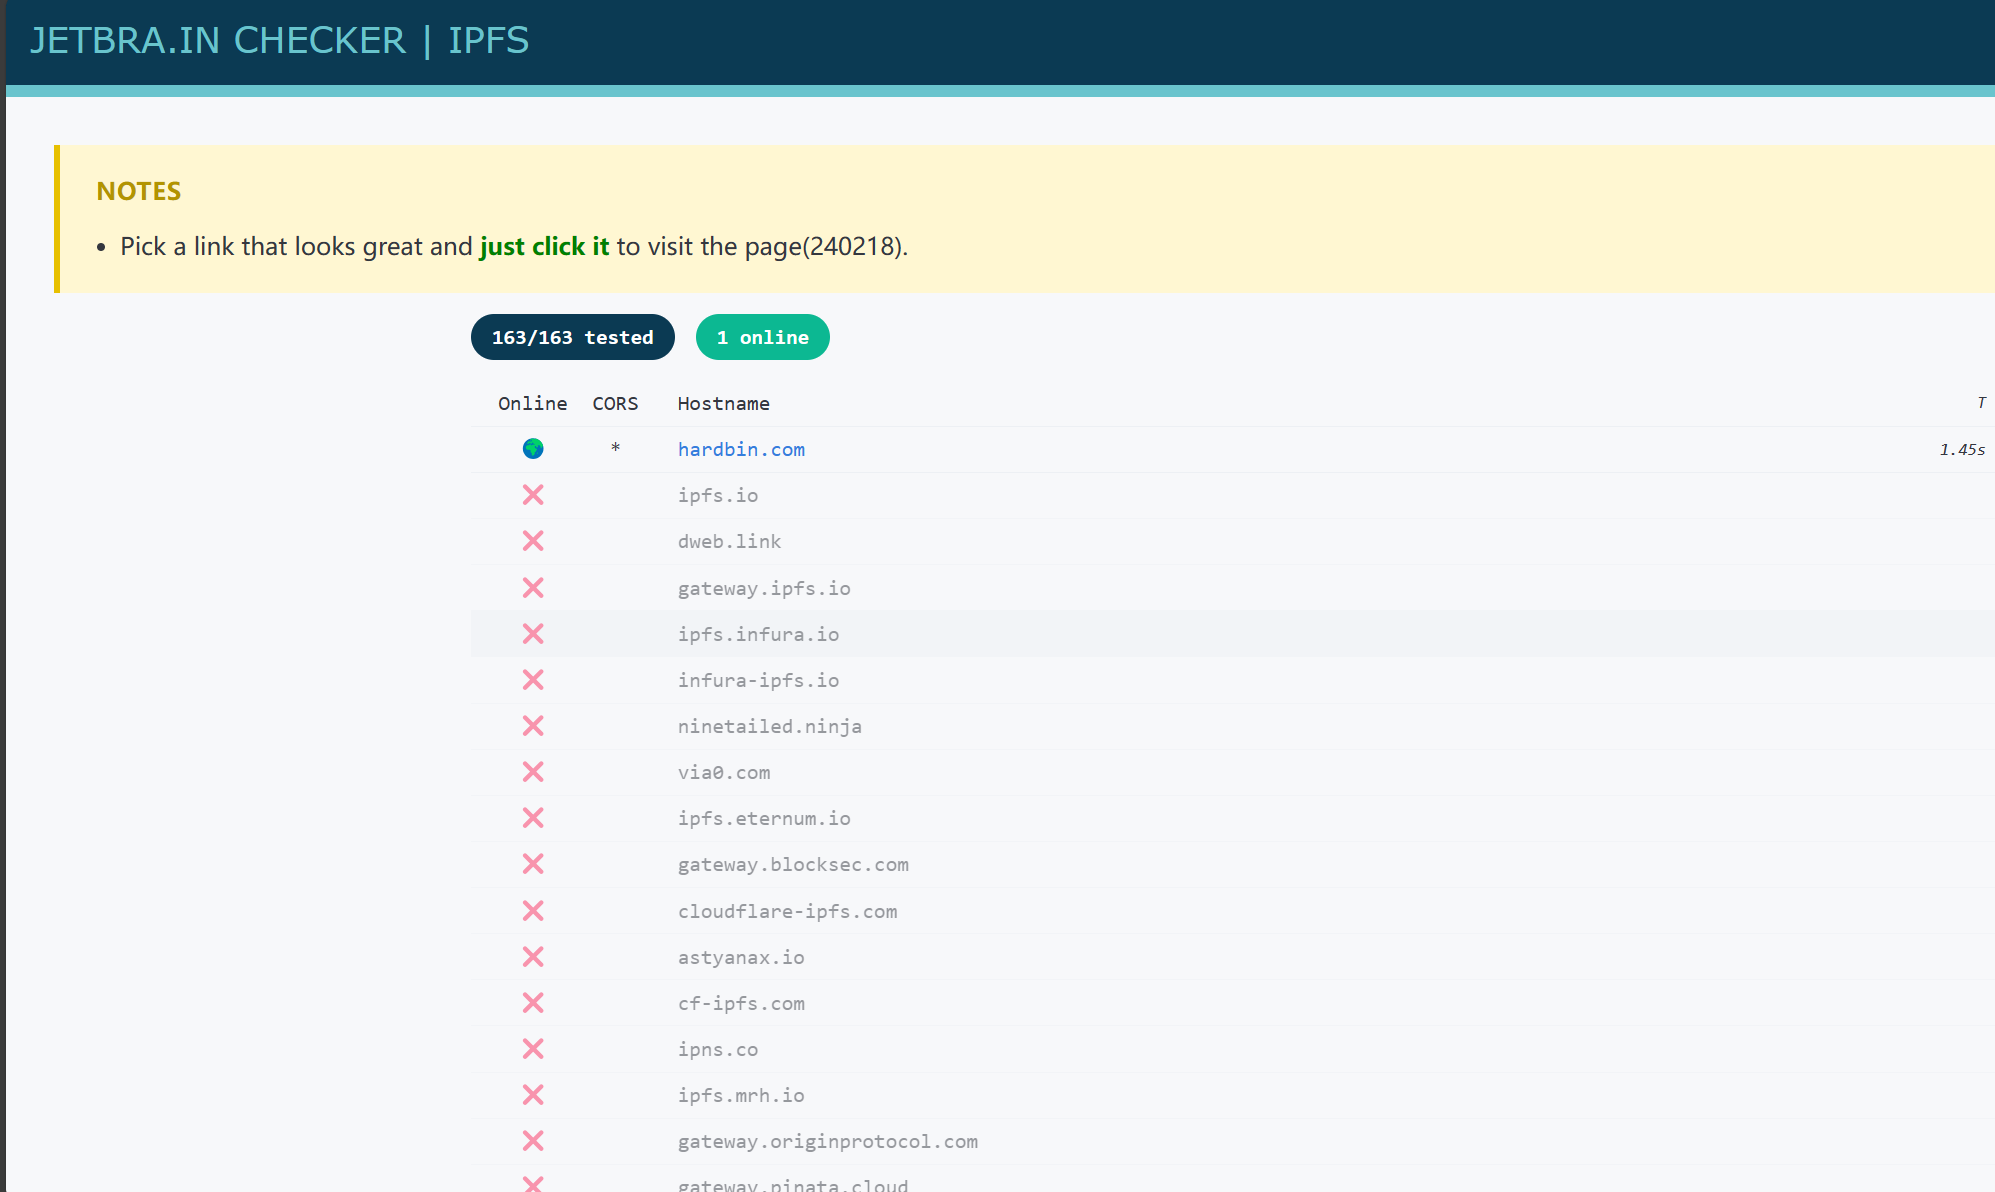 JETBRA.IN CHECKER | IPFS
NOTES
• Pick a link that looks great and just click it to visit the page(240218).
163/163 tested 1 online
Online CORS Hostname T
* hardbin.com 1.45s
ipfs.io
dweb.link
gateway.ipfs.io
ipfs.infura.io
infura-ipfs.io
ninetailed.ninja
via0.com
ipfs.eternum.io
gateway.blocksec.com
cloudflare-ipfs.com
astyanax.io
cf-ipfs.com
ipns.co
ipfs.mrh.io
gateway.originprotocol.com
gateway.pinata.cloud